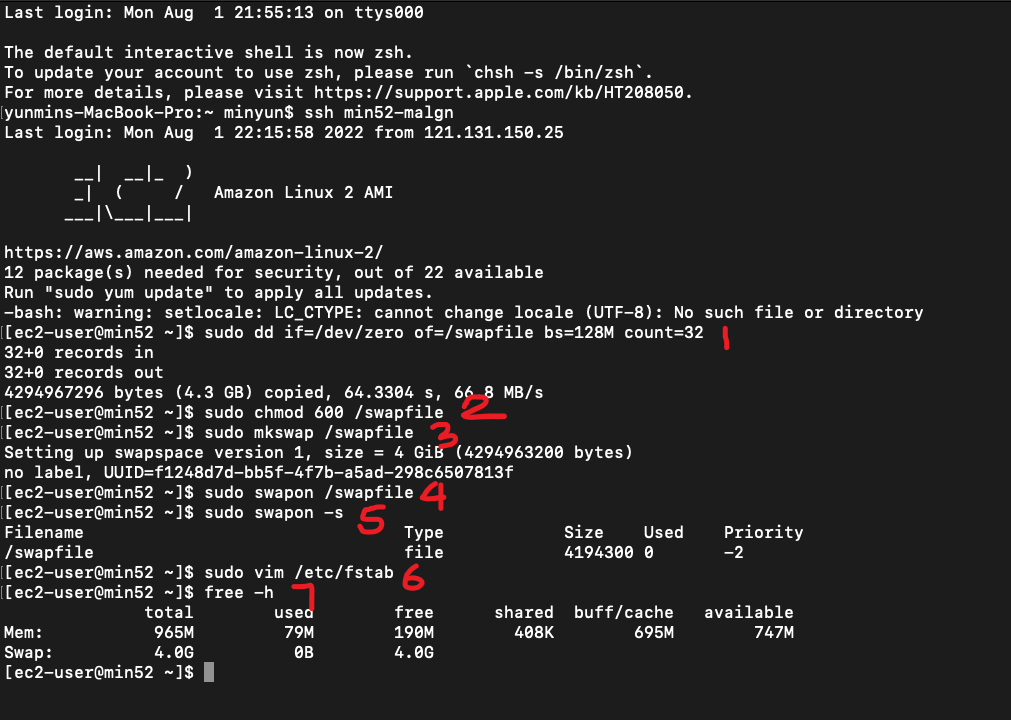 Last login: Mon Aug  1 21:55:13 on ttys000
The default interactive shell is now zsh.
To update your account to use zsh, please run `chsh -s /bin/zsh`.
For more details, please visit https://support.apple.com/kb/HT208050.
[yunmins-MacBook-Pro:~ minyun$ ssh min52-malgn
Last login: Mon Aug  1 22:15:58 2022 from 121.131.150.25
       __|  __|_  )
       _|  (     /   Amazon Linux 2 AMI
      ___|\___|___|
https://aws.amazon.com/amazon-linux-2/
12 package(s) needed for security, out of 22 available
Run "sudo yum update" to apply all updates.
-bash: warning: setlocale: LC_CTYPE: cannot change locale (UTF-8): No such file or directory
[[ec2-user@min52 ~]$ sudo dd if=/dev/zero of=/swapfile bs=128M count=32 1
32+0 records in
32+0 records out
4294967296 bytes (4.3 GB) copied, 64.3304 s, 66.8 MB/s
[[ec2-user@min52 ~]$ sudo chmod 600 /swapfile 2
[[ec2-user@min52 ~]$ sudo mkswap /swapfile 3
Setting up swapspace version 1, size = 4 GiB (4294963200 bytes)
no label, UUID=f1248d7d-bb5f-4f7b-a5ad-298c6507813f
[[ec2-user@min52 ~]$ sudo swapon /swapfile 4
[[ec2-user@min52 ~]$ sudo swapon -s 5
Filename                                Type            Size    Used    Priority
/swapfile                               file            4194300 0       -2
[[ec2-user@min52 ~]$ sudo vim /etc/fstab 6
[[ec2-user@min52 ~]$ free -h 7
              total        used        free      shared  buff/cache   available
Mem:           965M         79M        190M        408K        695M        747M
Swap:          4.0G          0B        4.0G
[ec2-user@min52 ~]$